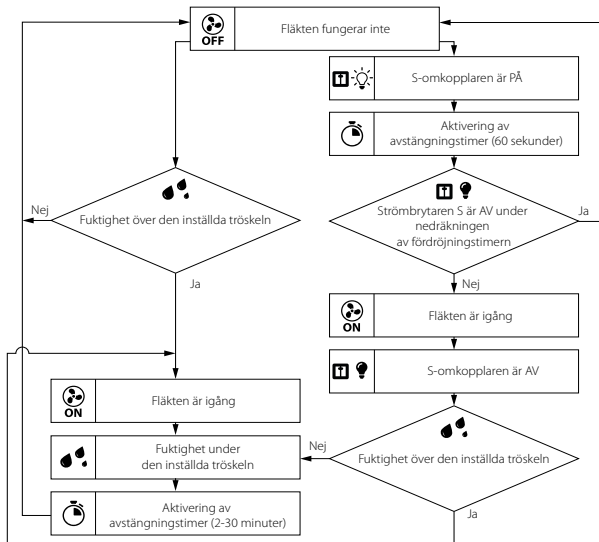 OFF
Fläkten fungerar inte
S-omkopplaren är PÅ
Aktivering av
avstängningstimer (60 sekunder)
Nej
Fuktighet över den inställda tröskeln
Ja
Strömbrytaren S är AV under
nedräkningen
av fördröjningstimern
Ja
Nej
ON
Fläkten är igång
S-omkopplaren är AV
ON
Fläkten är igång
Fuktighet under
den inställda tröskeln
Nej
Fuktighet över den inställda tröskeln
Ja
Aktivering av
avstängningstimer (2-30 minuter)